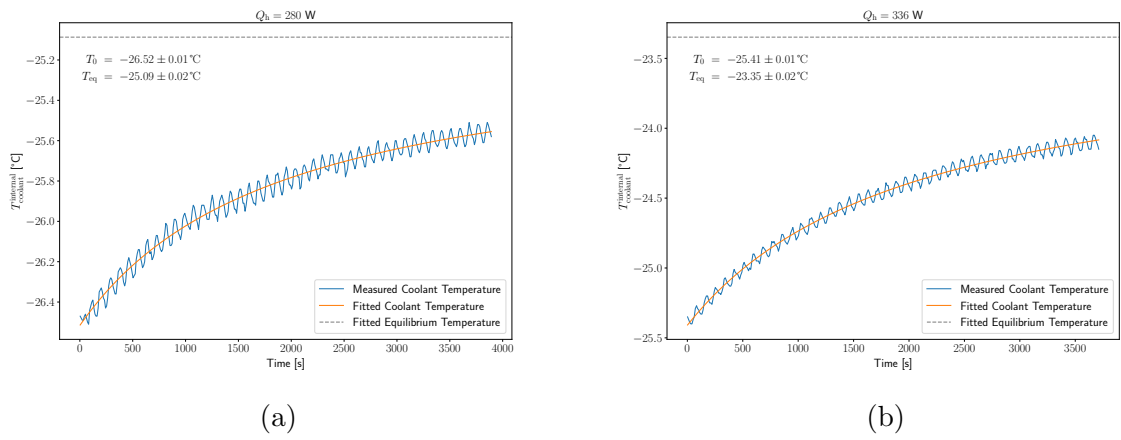 Q_h = 280 W
T_0 = −26.52 ± 0.01°C
T_eq = −25.09 ± 0.02°C
−25.2
−25.4
−25.6
−25.8
−26.0
−26.2
−26.4
T_coolant^internal [°C]
Measured Coolant Temperature
Fitted Coolant Temperature
Fitted Equilibrium Temperature
0 500 1000 1500 2000 2500 3000 3500 4000
Time [s]
(a)
Q_h = 336 W
T_0 = −25.41 ± 0.01°C
T_eq = −23.35 ± 0.02°C
−23.5
−24.0
−24.5
−25.0
−25.5
T_coolant^internal [°C]
Measured Coolant Temperature
Fitted Coolant Temperature
Fitted Equilibrium Temperature
0 500 1000 1500 2000 2500 3000 3500
Time [s]
(b)